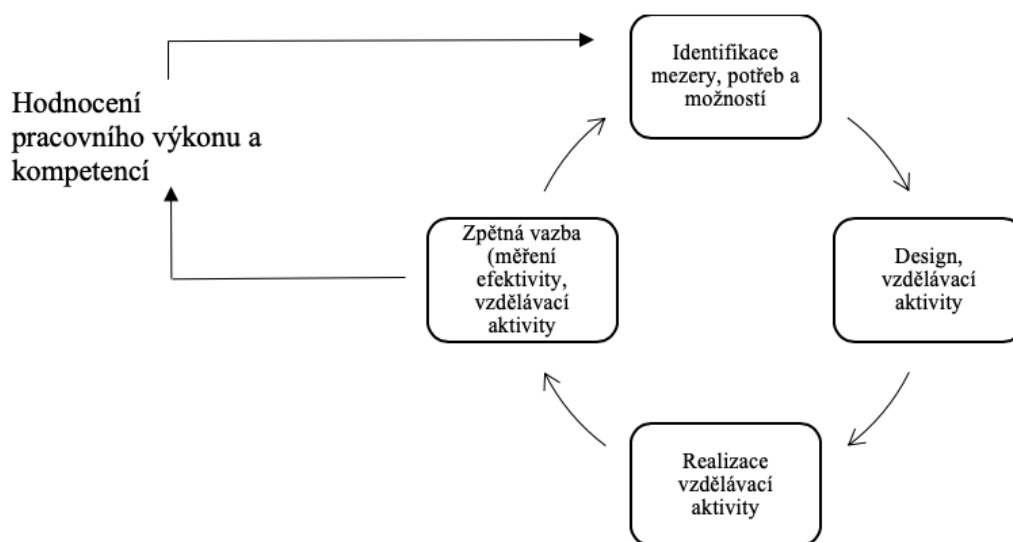 Identifikace
mezery, potřeb a
možností
Hodnocení
pracovního výkonu a
kompetencí
Zpětná vazba
(měření
efektivity,
vzdělávací
aktivity
Design,
vzdělávací
aktivity
Realizace
vzdělávací
aktivity